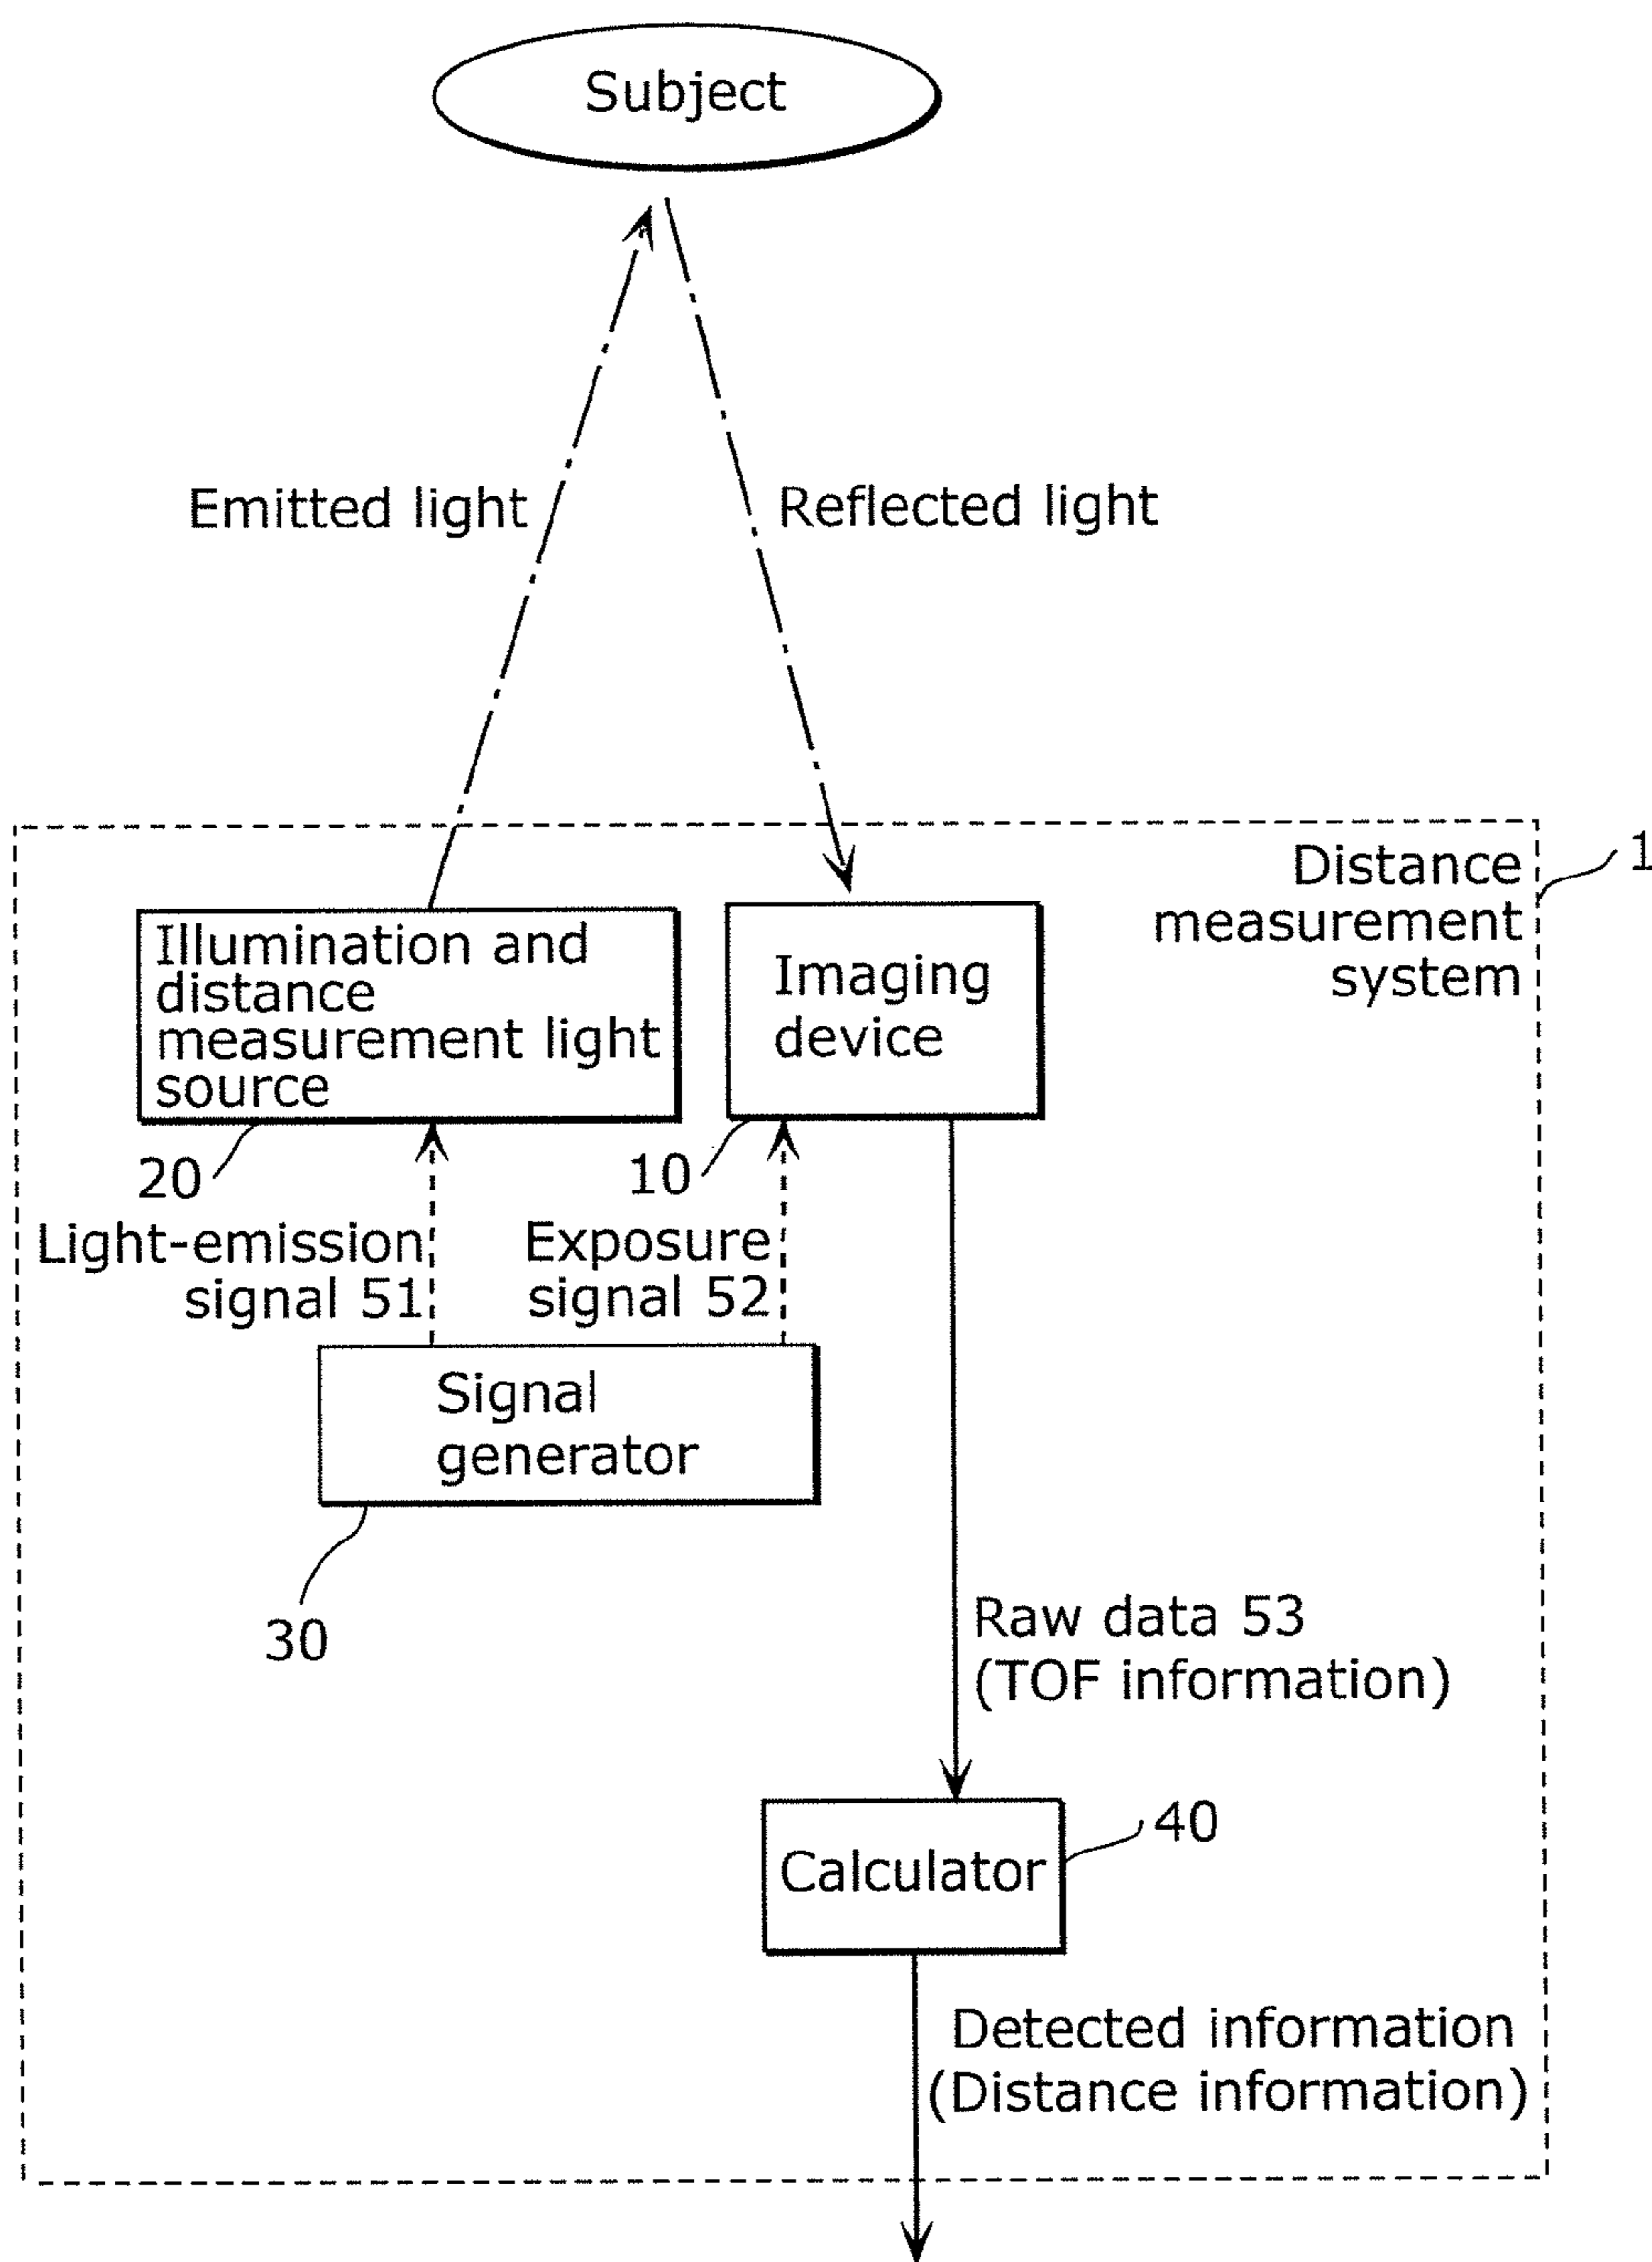 Subject
Emitted light
Reflected light
1
Distance
measurement
system
Illumination and
distance
measurement light
source
Imaging
device
20
10
Light-emission
signal 51
Exposure
signal 52
Signal
generator
30
Raw data 53
(TOF information)
40
Calculator
Detected information
(Distance information)